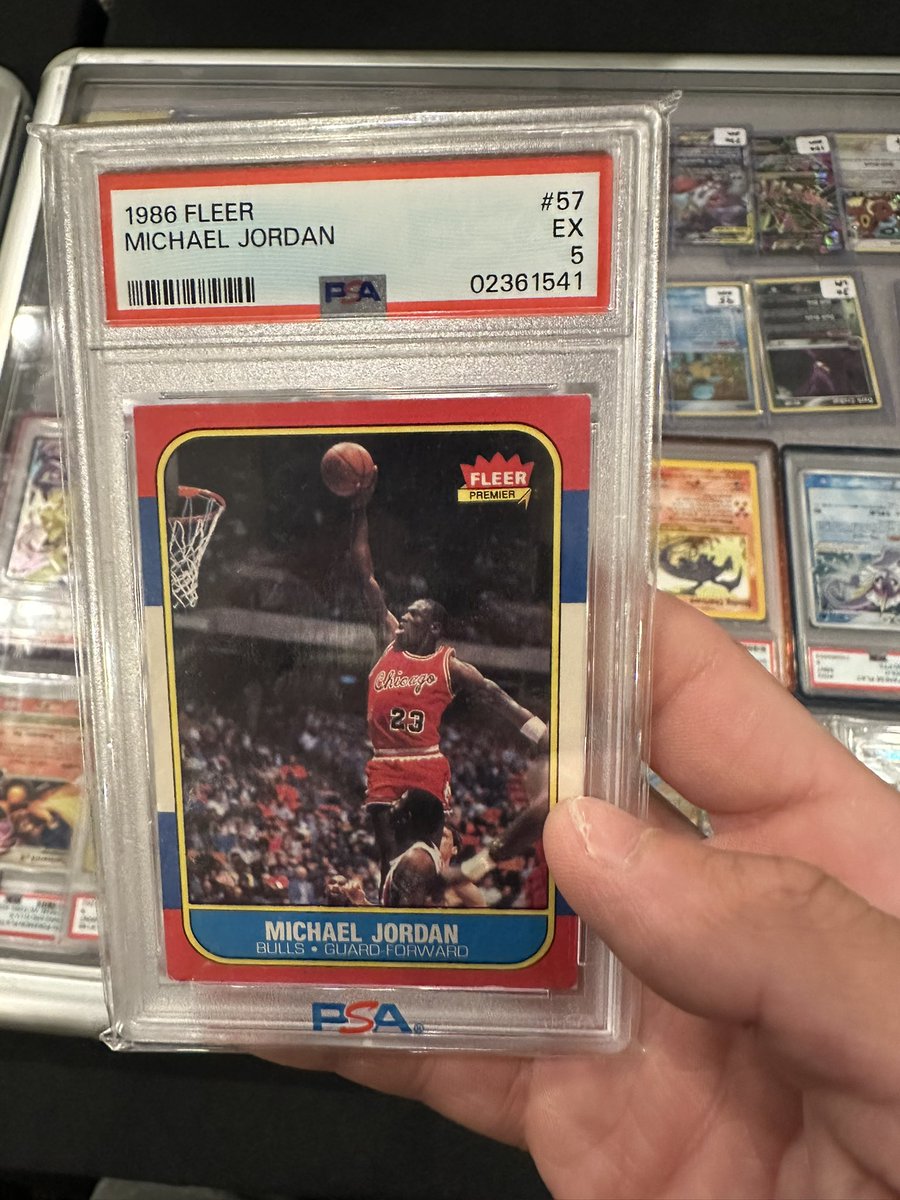 1986 FLEER
MICHAEL JORDAN
#57
EX
5
02361541
PSA
FLEER
PREMIER
Chicago
23
MICHAEL JORDAN
BULLS • GUARD-FORWARD
PSA